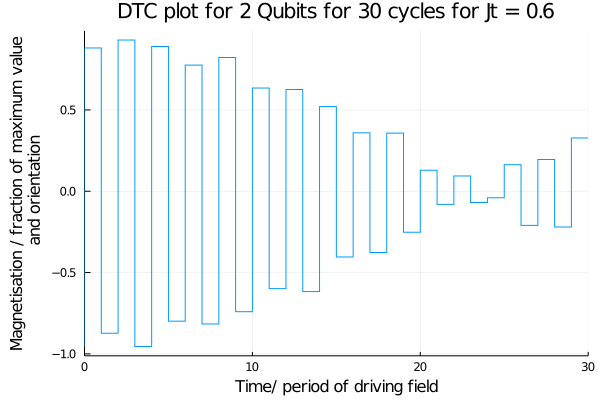 DTC plot for 2 Qubits for 30 cycles for Jt = 0.6
Magnetisation / fraction of maximum value
and orientation
0.5
0.0
−0.5
−1.0
0
10
20
30
Time/ period of driving field